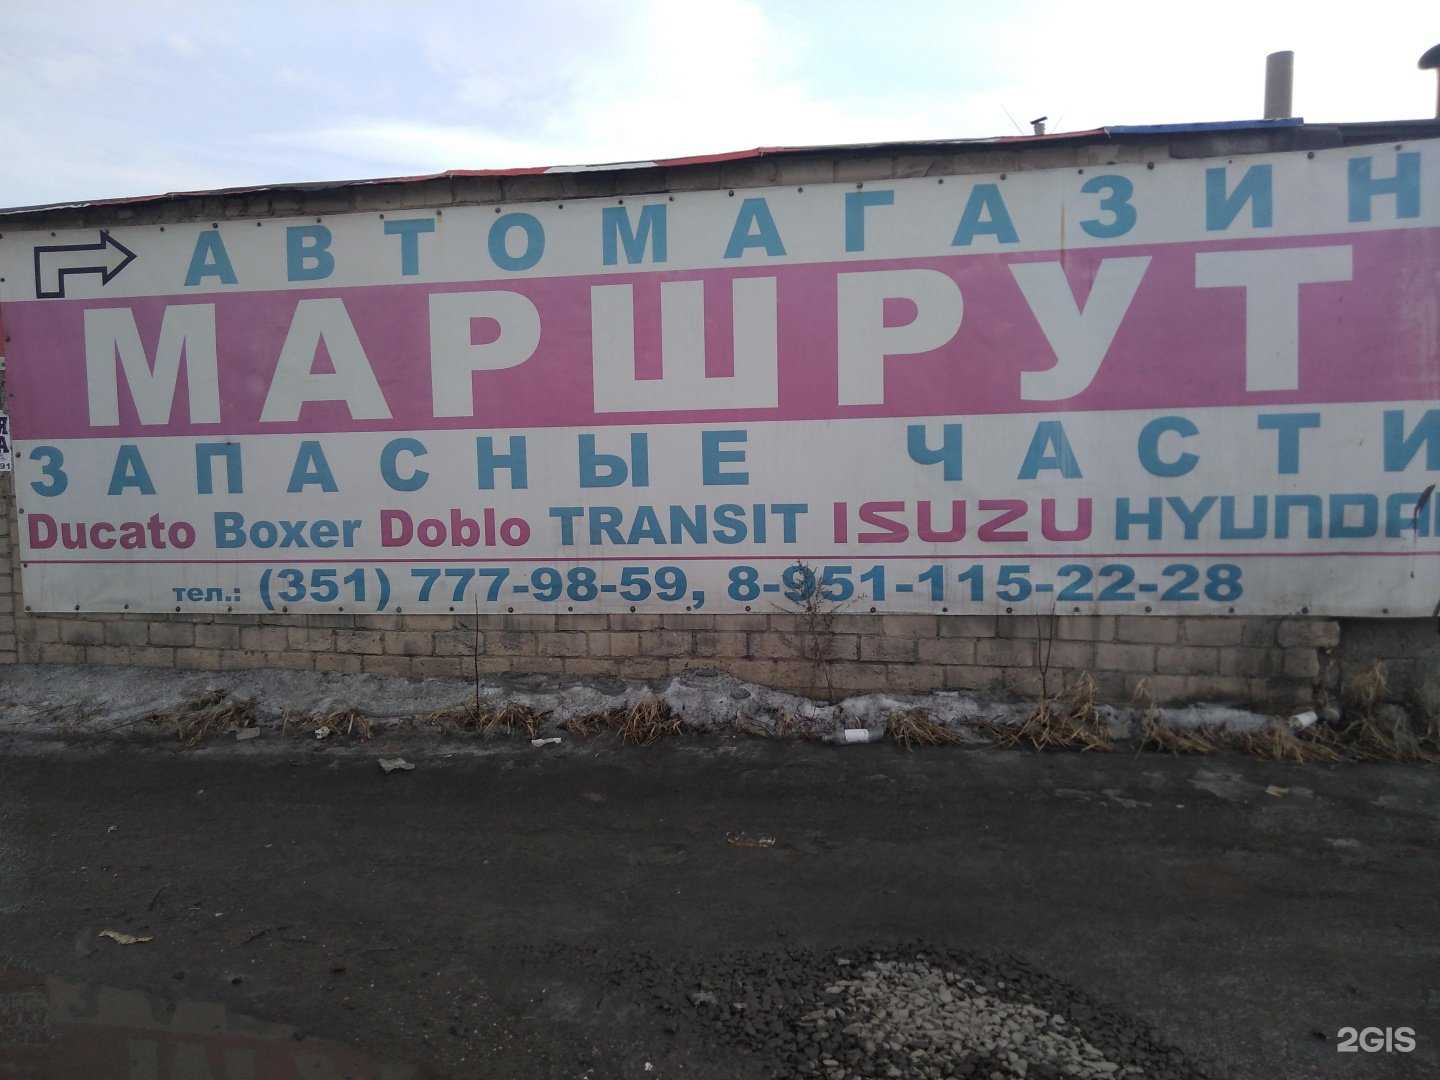 АВТОМАГАЗИН
МАРШРУТ
ЗАПАСНЫЕ ЧАСТИ
Ducato Boxer Doblo TRANSIT ISUZU HYUNDAI
тел.: (351) 777-98-59, 8-951-115-22-28
Я
А
91
2GIS